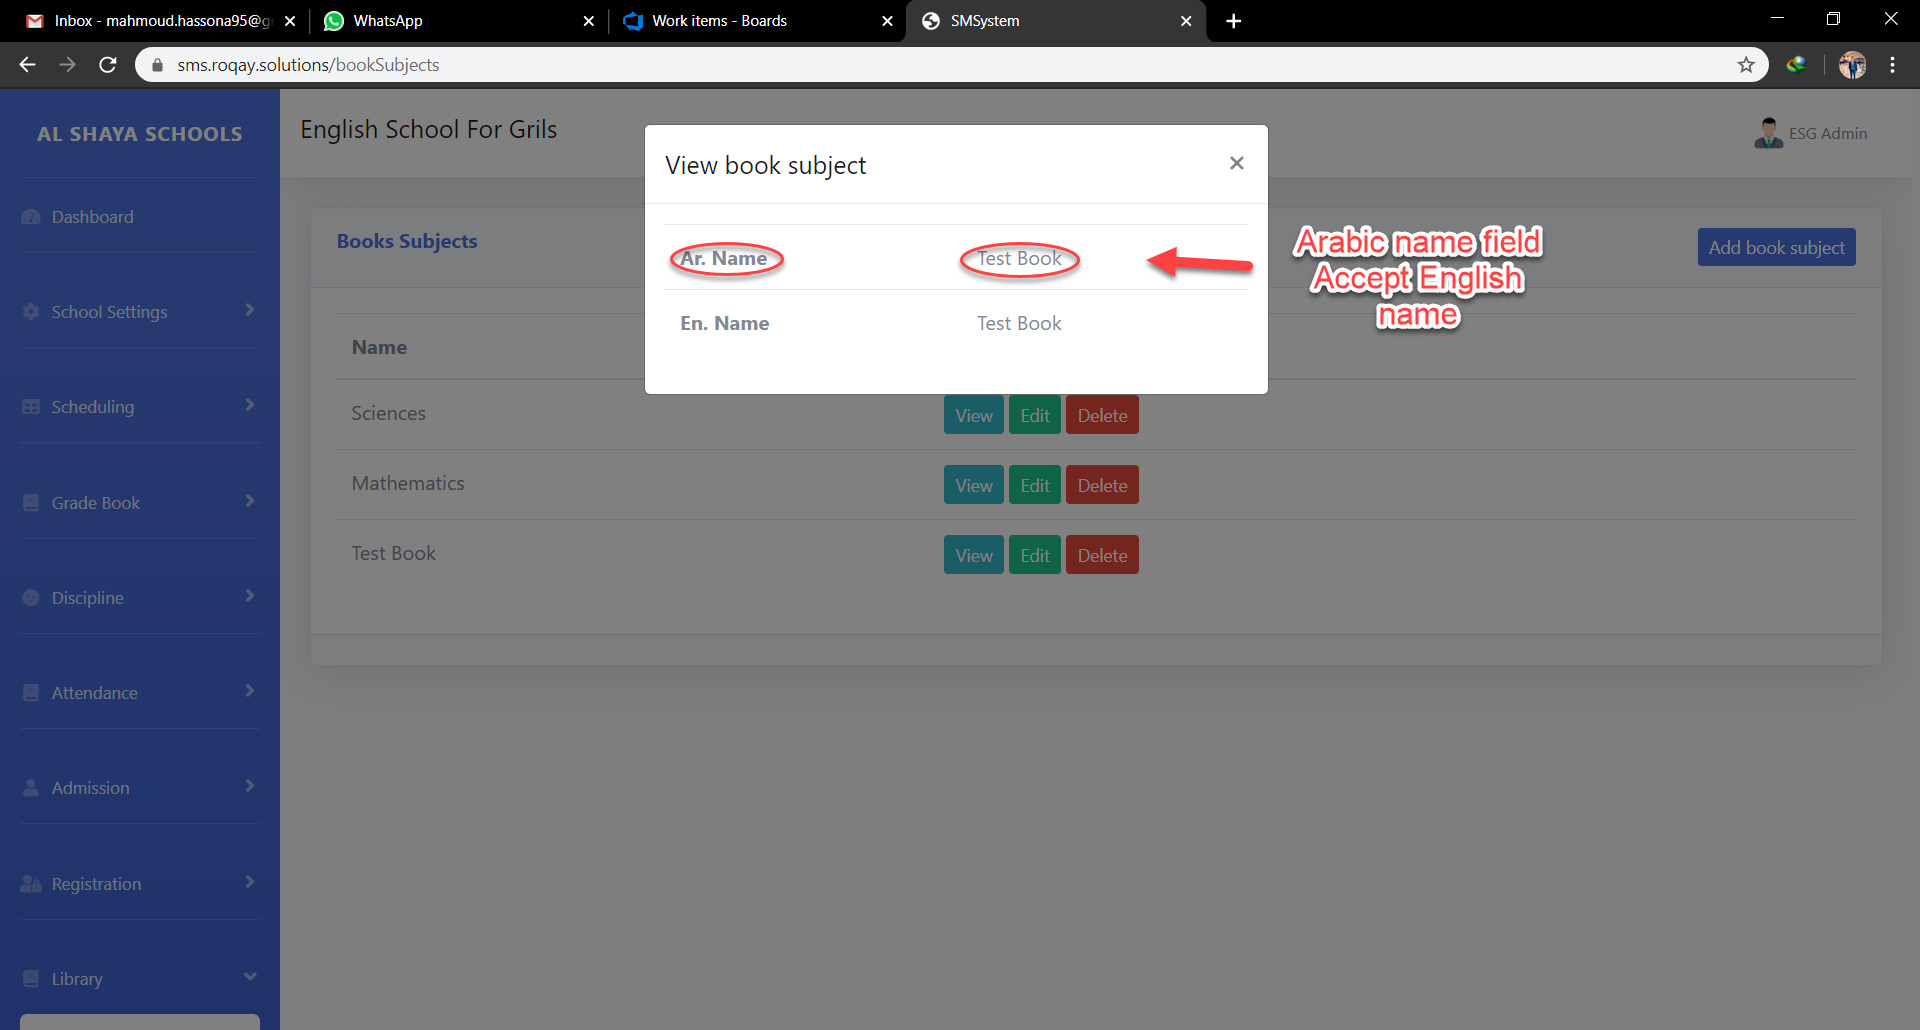 Inbox - mahmoud.hassona95@g
WhatsApp
Work items - Boards
SMSystem
sms.roqay.solutions/bookSubjects
AL SHAYA SCHOOLS
English School For Grils
ESG Admin
Dashboard
School Settings
Scheduling
Grade Book
Discipline
Attendance
Admission
Registration
Library
Books Subjects
Add book subject
View book subject
Ar. Name Test Book
En. Name Test Book
Arabic name field
Accept English
name
Name
Sciences View Edit Delete
Mathematics View Edit Delete
Test Book View Edit Delete